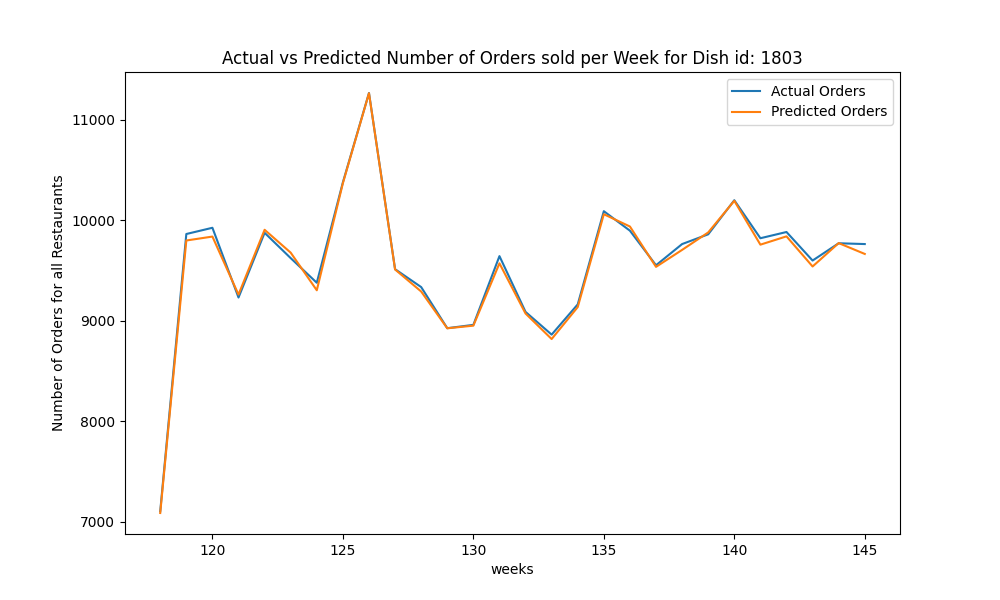 Actual vs Predicted Number of Orders sold per Week for Dish id: 1803
Actual Orders
Predicted Orders
Number of Orders for all Restaurants
11000
10000
9000
8000
7000
120 125 130 135 140 145
weeks